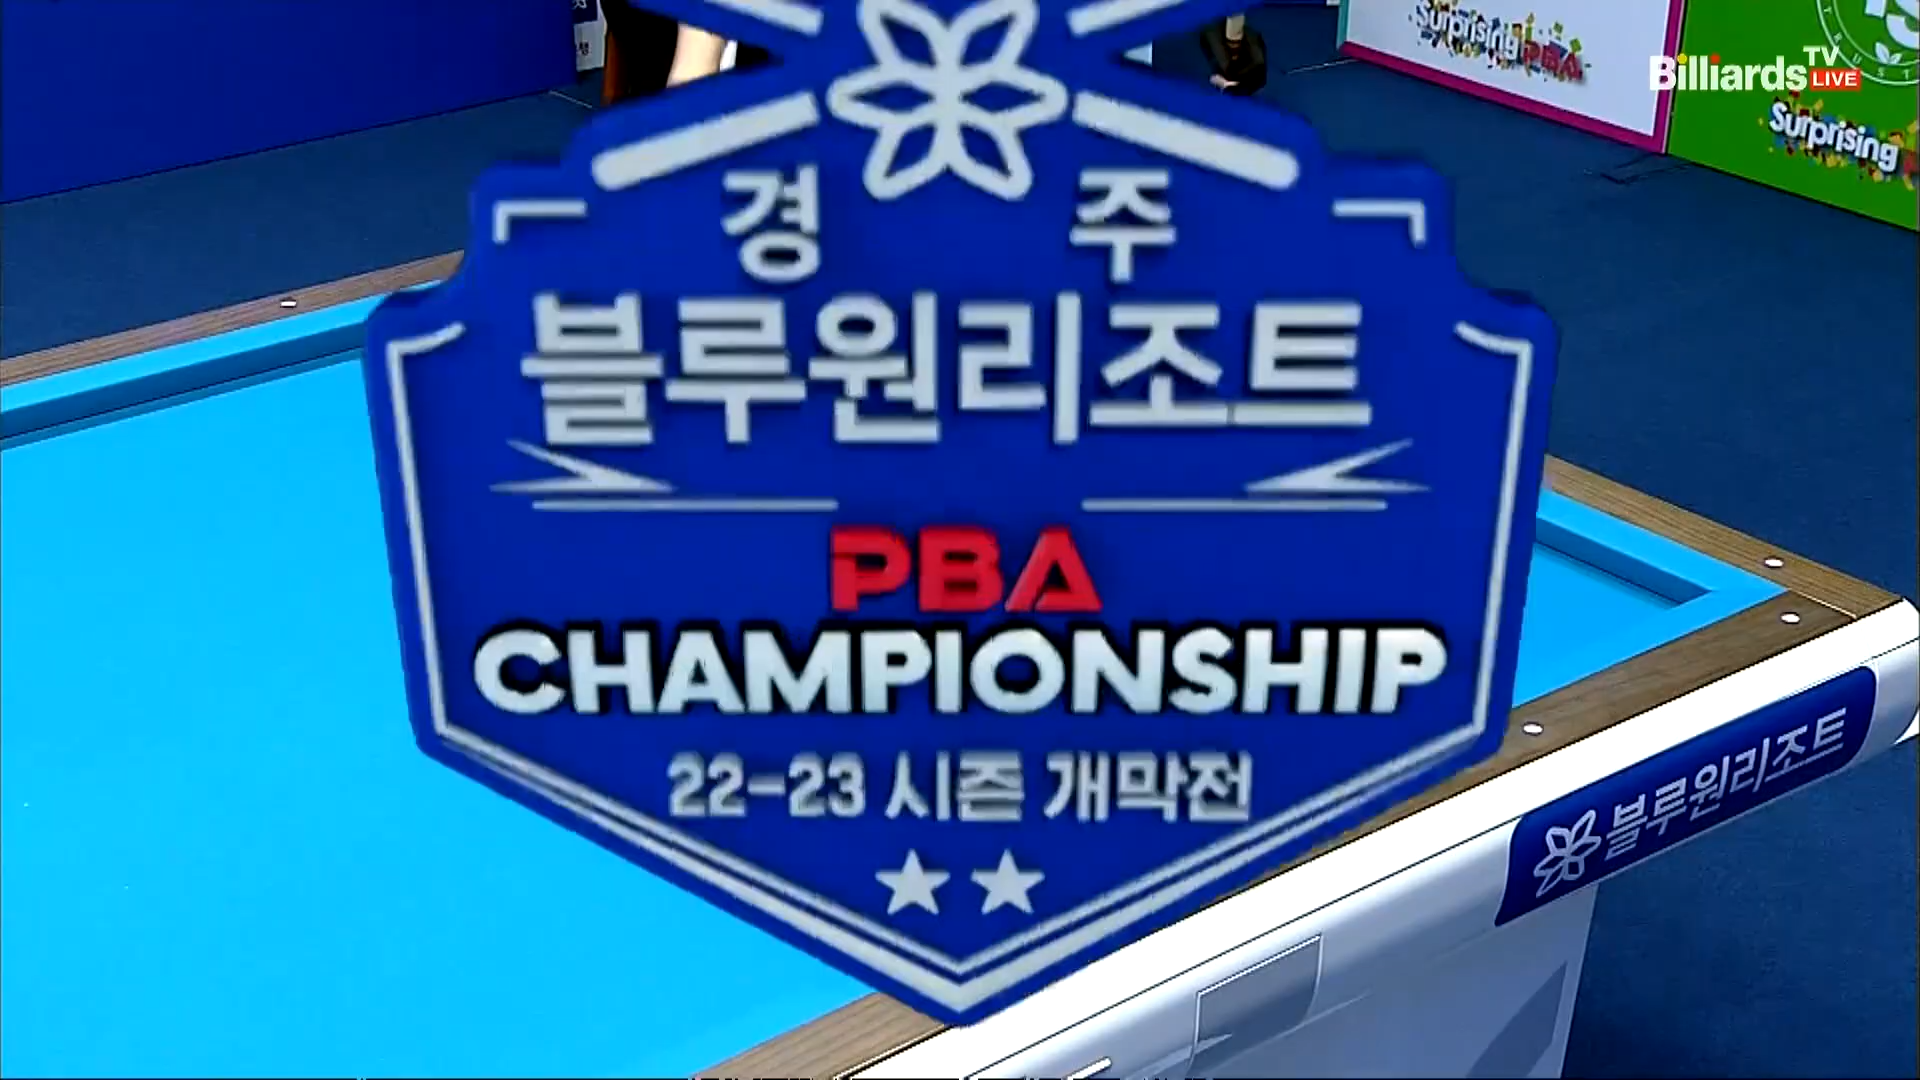 Surprising PBA
Billiards TV
LIVE
TRUST
Surprising
경 주
블루원리조트
PBA
CHAMPIONSHIP
22-23 시즌 개막전
블루원리조트